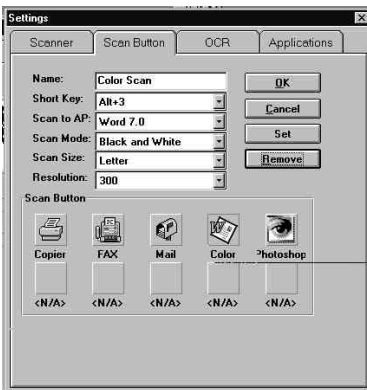 Settings
Scanner Scan Button OCR Applications
Name: Color Scan OK
Short Key: Alt+3
Scan to AP: Word 7.0 Cancel
Scan Mode: Black and White Set
Scan Size: Letter Remove
Resolution: 300
Scan Button
Copier FAX Mail Color Photoshop
<N/A> <N/A> <N/A> <N/A> <N/A>